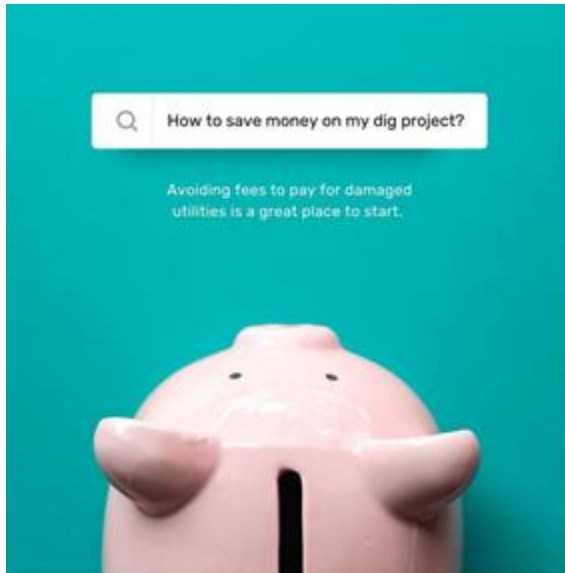 How to save money on my dig project?
Avoiding fees to pay for damaged
utilities is a great place to start.